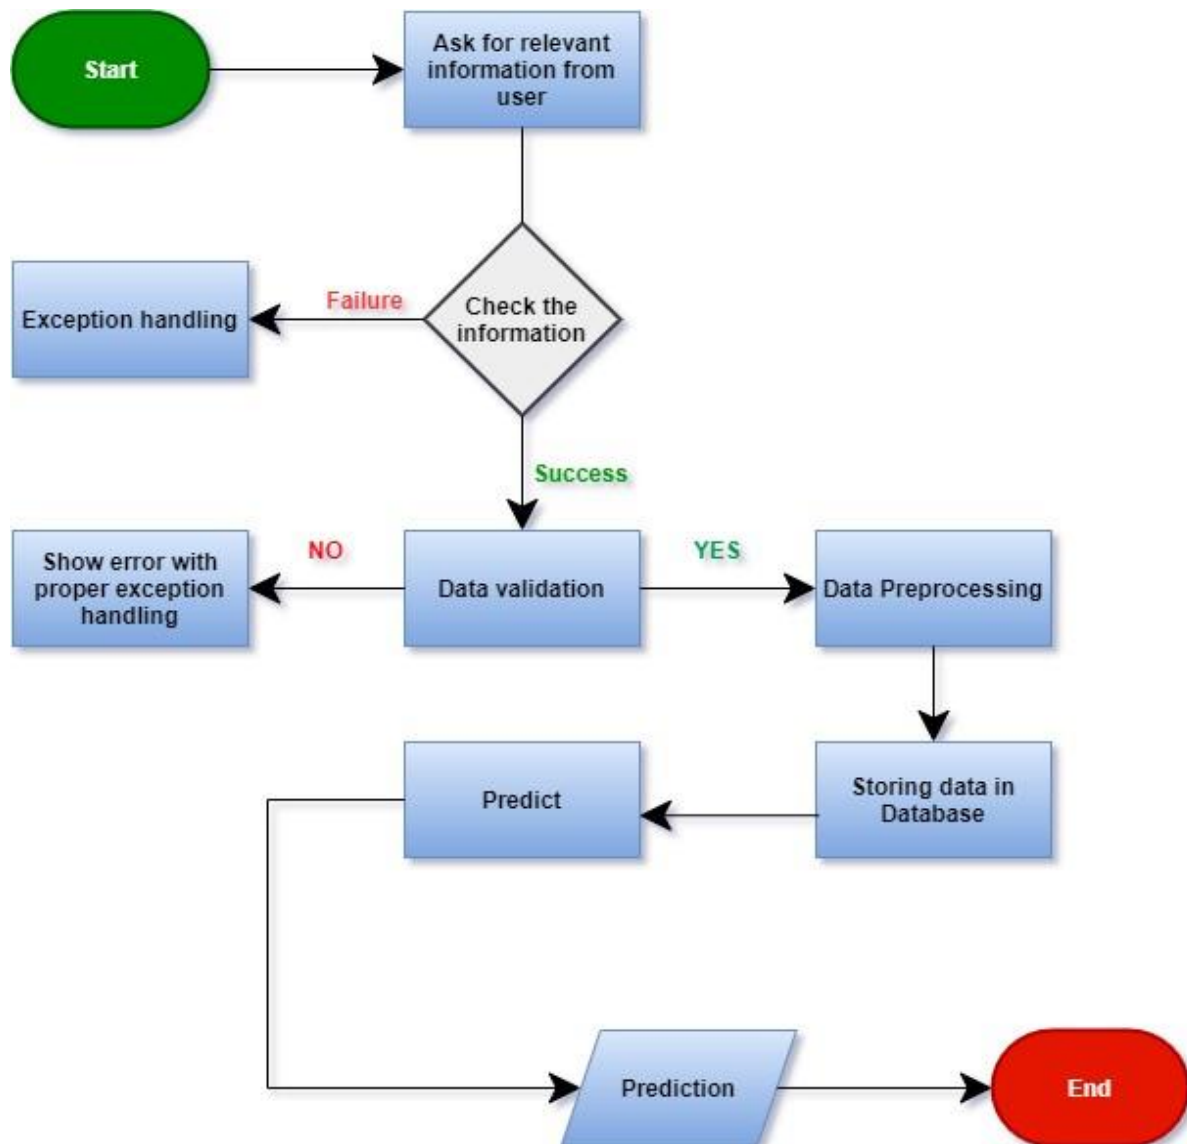 Start
Ask for relevant
information from
user
Failure
Exception handling
Check the
information
Success
NO
YES
Show error with
proper exception
handling
Data validation
Data Preprocessing
Predict
Storing data in
Database
Prediction
End